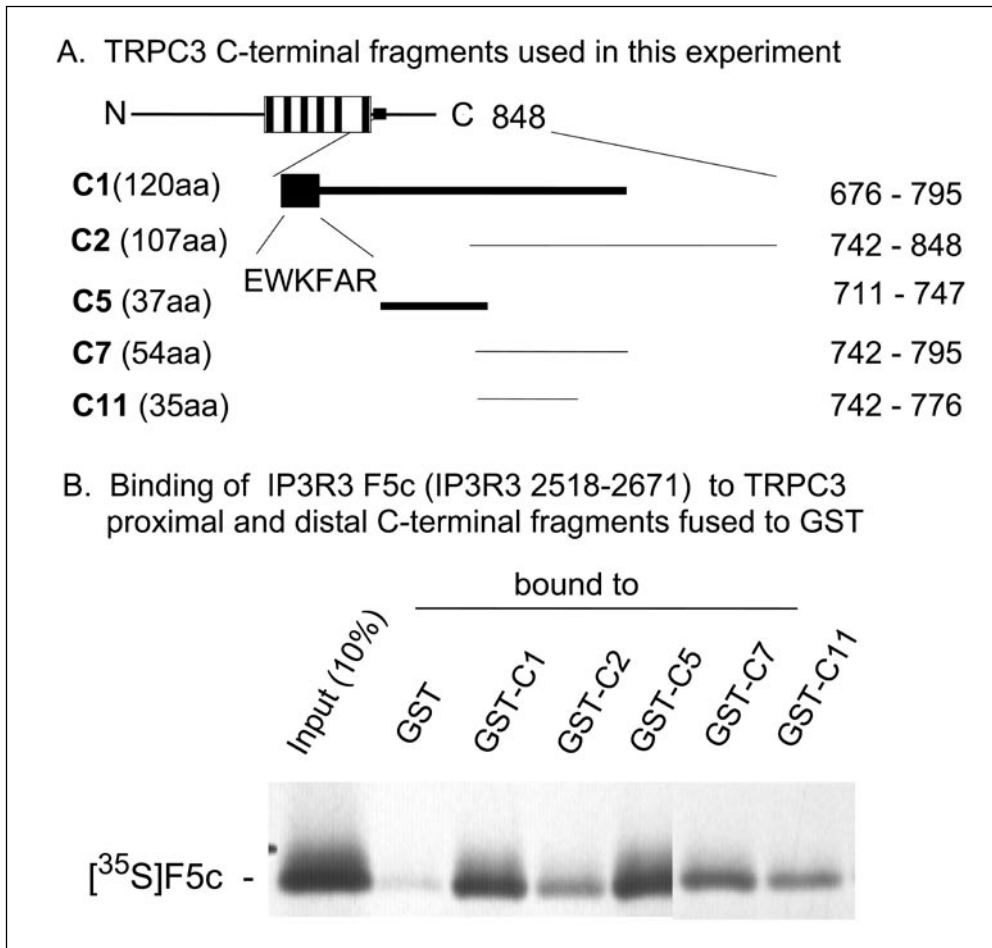 A. TRPC3 C-terminal fragments used in this experiment
N C 848
C1(120aa) 676 - 795
C2 (107aa) 742 - 848
EWKFAR
C5 (37aa) 711 - 747
C7 (54aa) 742 - 795
C11 (35aa) 742 - 776
B. Binding of IP3R3 F5c (IP3R3 2518-2671) to TRPC3
proximal and distal C-terminal fragments fused to GST
bound to
Input (10%)
GST
GST-C1
GST-C2
GST-C5
GST-C7
GST-C11
[³⁵S]F5c -